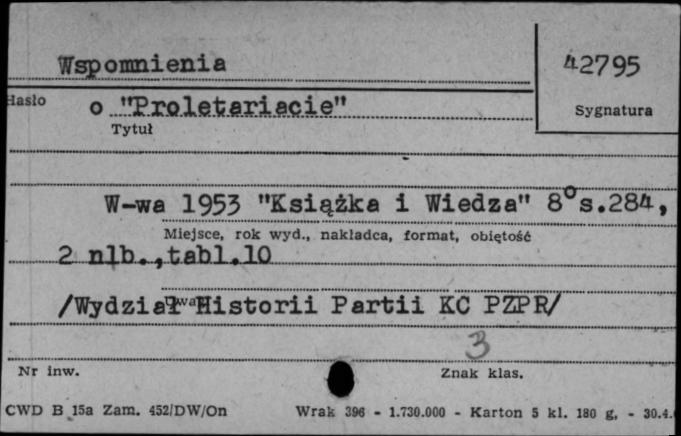 Wspomnienia
42795
Hasło
o "Proletariacie"
Sygnatura
Tytuł
W-wa 1953 "Książka i Wiedza" 8° s.284,
Miejsce, rok wyd., nakładca, format, objętość
2 nlb.,tabl.10
Uwagi
/Wydział Historii Partii KC PZPR/
3
Nr inw.
Znak klas.
CWD B 15a Zam. 452/DW/On
Wrak 396 - 1.730.000 - Karton 5 kl. 180 g, - 30.4.